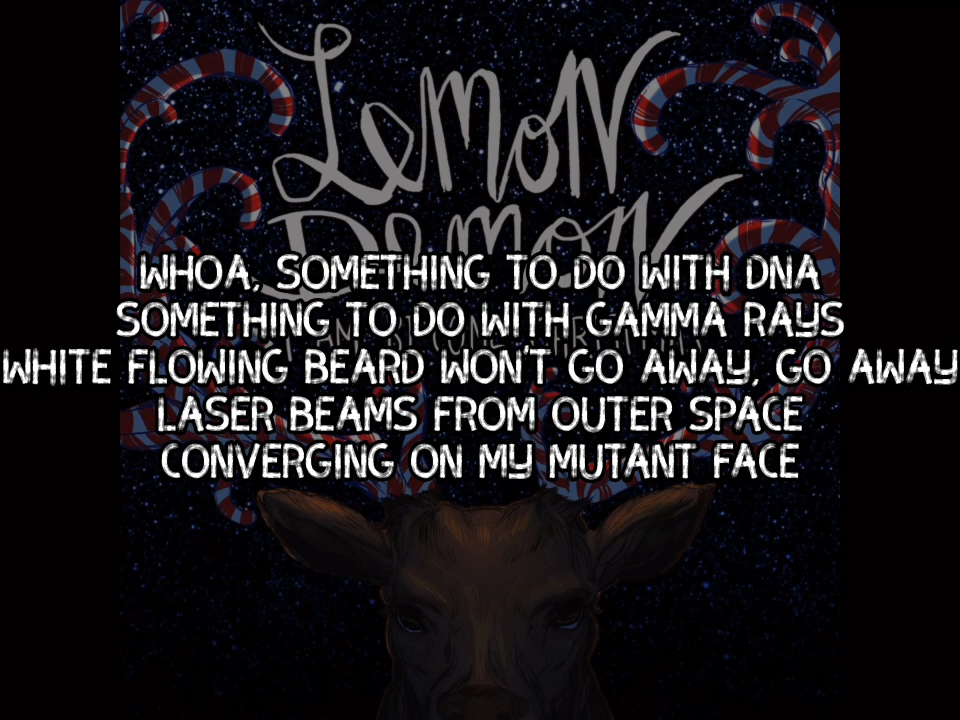 Lemon
Demon
WHOA, SOMETHING TO DO WITH DNA
SOMETHING TO DO WITH GAMMA RAYS
WHITE FLOWING BEARD WON'T GO AWAY, GO AWAY
LASER BEAMS FROM OUTER SPACE
CONVERGING ON MY MUTANT FACE